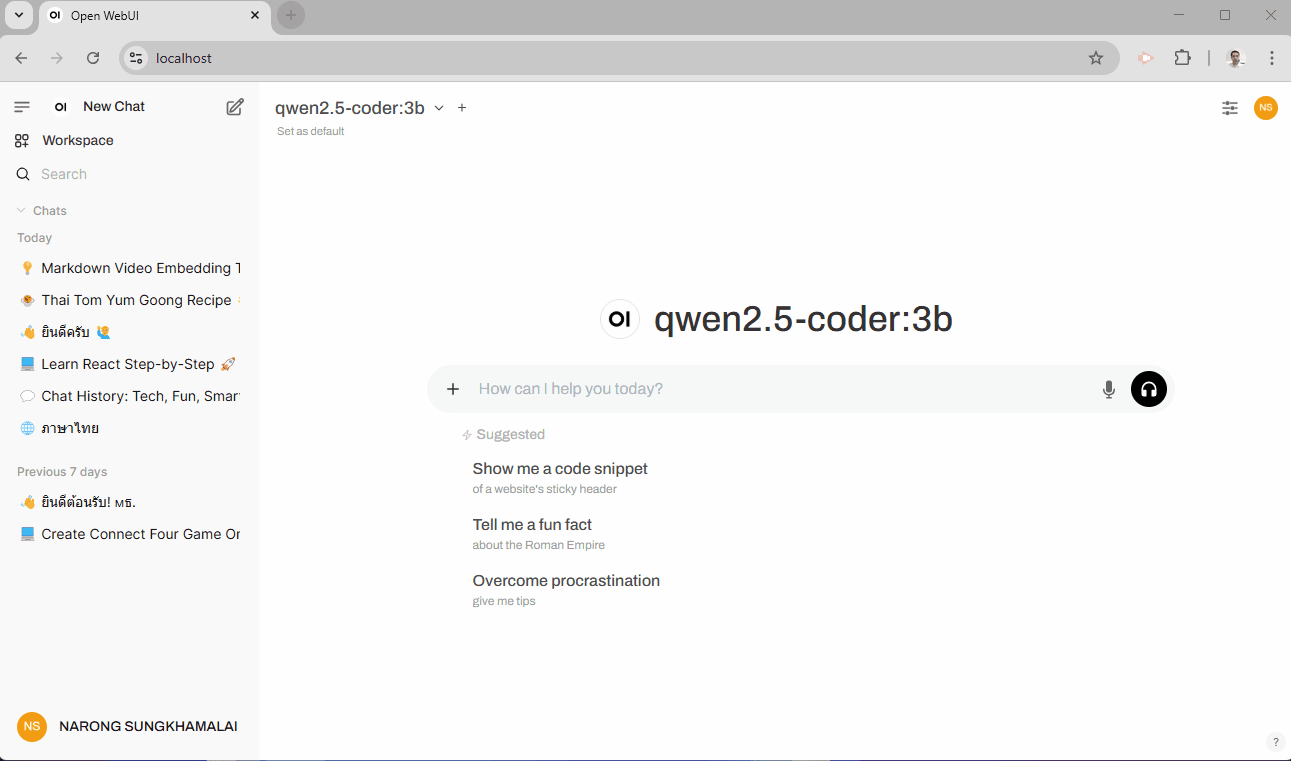 OI Open WebUI
localhost
OI New Chat
Workspace
Search
Chats
Today
Markdown Video Embedding T
Thai Tom Yum Goong Recipe
ยินดีครับ
Learn React Step-by-Step
Chat History: Tech, Fun, Smar
ภาษาไทย
Previous 7 days
ยินดีต้อนรับ! мธ.
Create Connect Four Game Or
NS NARONG SUNGKHAMALAI
qwen2.5-coder:3b
Set as default
NS
OI qwen2.5-coder:3b
How can I help you today?
Suggested
Show me a code snippet
of a website's sticky header
Tell me a fun fact
about the Roman Empire
Overcome procrastination
give me tips
?